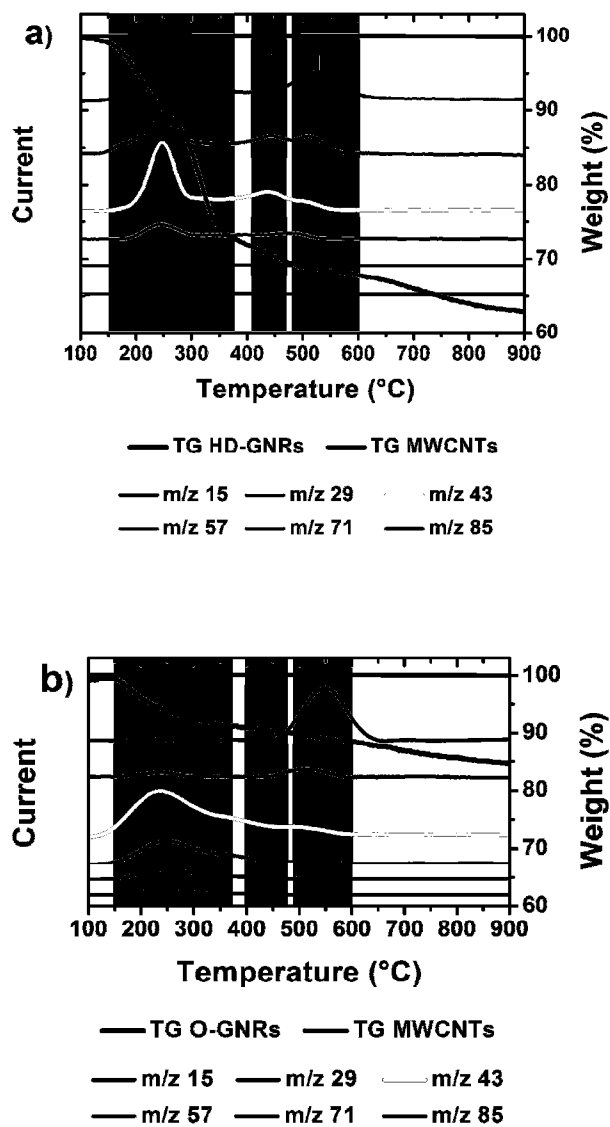 a)
Current
Weight (%)
100
90
80
70
60
100 200 300 400 500 600 700 800 900
Temperature (°C)
TG HD-GNRs TG MWCNTs
m/z 15 m/z 29 m/z 43
m/z 57 m/z 71 m/z 85
b)
Current
Weight (%)
100
90
80
70
60
100 200 300 400 500 600 700 800 900
Temperature (°C)
TG O-GNRs TG MWCNTs
m/z 15 m/z 29 m/z 43
m/z 57 m/z 71 m/z 85